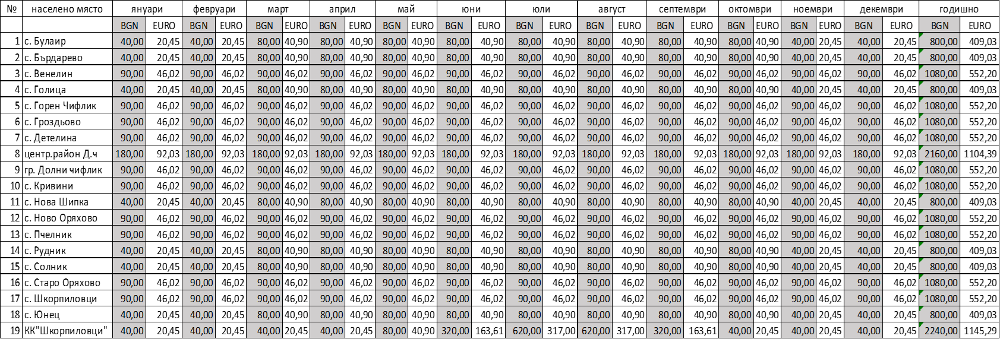 № населено място януари февруари март април май юни юли август септември октомври ноември декември годишно
BGN EURO BGN EURO BGN EURO BGN EURO BGN EURO BGN EURO BGN EURO BGN EURO BGN EURO BGN EURO BGN EURO BGN EURO BGN EURO
1 с. Булаир 40,00 20,45 40,00 20,45 80,00 40,90 80,00 40,90 80,00 40,90 80,00 40,90 80,00 40,90 80,00 40,90 80,00 40,90 80,00 40,90 40,00 20,45 40,00 20,45 800,00 409,03
2 с. Бърдарево 40,00 20,45 40,00 20,45 80,00 40,90 80,00 40,90 80,00 40,90 80,00 40,90 80,00 40,90 80,00 40,90 80,00 40,90 80,00 40,90 40,00 20,45 40,00 20,45 800,00 409,03
3 с. Венелин 90,00 46,02 90,00 46,02 90,00 46,02 90,00 46,02 90,00 46,02 90,00 46,02 90,00 46,02 90,00 46,02 90,00 46,02 90,00 46,02 90,00 46,02 90,00 46,02 1080,00 552,20
4 с. Голица 40,00 20,45 40,00 20,45 80,00 40,90 80,00 40,90 80,00 40,90 80,00 40,90 80,00 40,90 80,00 40,90 80,00 40,90 80,00 40,90 40,00 20,45 40,00 20,45 800,00 409,03
5 с. Горен Чифлик 90,00 46,02 90,00 46,02 90,00 46,02 90,00 46,02 90,00 46,02 90,00 46,02 90,00 46,02 90,00 46,02 90,00 46,02 90,00 46,02 90,00 46,02 90,00 46,02 1080,00 552,20
6 с. Гроздьово 90,00 46,02 90,00 46,02 90,00 46,02 90,00 46,02 90,00 46,02 90,00 46,02 90,00 46,02 90,00 46,02 90,00 46,02 90,00 46,02 90,00 46,02 90,00 46,02 1080,00 552,20
7 с. Детелина 90,00 46,02 90,00 46,02 90,00 46,02 90,00 46,02 90,00 46,02 90,00 46,02 90,00 46,02 90,00 46,02 90,00 46,02 90,00 46,02 90,00 46,02 90,00 46,02 1080,00 552,20
8 центр.район Д.ч 180,00 92,03 180,00 92,03 180,00 92,03 180,00 92,03 180,00 92,03 180,00 92,03 180,00 92,03 180,00 92,03 180,00 92,03 180,00 92,03 180,00 92,03 180,00 92,03 2160,00 1104,39
9 гр. Долни чифлик 90,00 46,02 90,00 46,02 90,00 46,02 90,00 46,02 90,00 46,02 90,00 46,02 90,00 46,02 90,00 46,02 90,00 46,02 90,00 46,02 90,00 46,02 90,00 46,02 1080,00 552,20
10 с. Кривини 90,00 46,02 90,00 46,02 90,00 46,02 90,00 46,02 90,00 46,02 90,00 46,02 90,00 46,02 90,00 46,02 90,00 46,02 90,00 46,02 90,00 46,02 90,00 46,02 1080,00 552,20
11 с. Нова Шипка 40,00 20,45 40,00 20,45 80,00 40,90 80,00 40,90 80,00 40,90 80,00 40,90 80,00 40,90 80,00 40,90 80,00 40,90 80,00 40,90 40,00 20,45 40,00 20,45 800,00 409,03
12 с. Ново Оряхово 90,00 46,02 90,00 46,02 90,00 46,02 90,00 46,02 90,00 46,02 90,00 46,02 90,00 46,02 90,00 46,02 90,00 46,02 90,00 46,02 90,00 46,02 90,00 46,02 1080,00 552,20
13 с. Пчелник 90,00 46,02 90,00 46,02 90,00 46,02 90,00 46,02 90,00 46,02 90,00 46,02 90,00 46,02 90,00 46,02 90,00 46,02 90,00 46,02 90,00 46,02 90,00 46,02 1080,00 552,20
14 с. Рудник 40,00 20,45 40,00 20,45 80,00 40,90 80,00 40,90 80,00 40,90 80,00 40,90 80,00 40,90 80,00 40,90 80,00 40,90 80,00 40,90 40,00 20,45 40,00 20,45 800,00 409,03
15 с. Солник 40,00 20,45 40,00 20,45 80,00 40,90 80,00 40,90 80,00 40,90 80,00 40,90 80,00 40,90 80,00 40,90 80,00 40,90 80,00 40,90 40,00 20,45 40,00 20,45 800,00 409,03
16 с. Старо Оряхово 90,00 46,02 90,00 46,02 90,00 46,02 90,00 46,02 90,00 46,02 90,00 46,02 90,00 46,02 90,00 46,02 90,00 46,02 90,00 46,02 90,00 46,02 90,00 46,02 1080,00 552,20
17 с. Шкорпиловци 90,00 46,02 90,00 46,02 90,00 46,02 90,00 46,02 90,00 46,02 90,00 46,02 90,00 46,02 90,00 46,02 90,00 46,02 90,00 46,02 90,00 46,02 90,00 46,02 1080,00 552,20
18 с. Юнец 40,00 20,45 40,00 20,45 80,00 40,90 80,00 40,90 80,00 40,90 80,00 40,90 80,00 40,90 80,00 40,90 80,00 40,90 80,00 40,90 40,00 20,45 40,00 20,45 800,00 409,03
19 КК"Шкорпиловци" 40,00 20,45 40,00 20,45 40,00 20,45 40,00 20,45 80,00 40,90 320,00 163,61 620,00 317,00 620,00 317,00 320,00 163,61 40,00 20,45 40,00 20,45 40,00 20,45 2240,00 1145,29